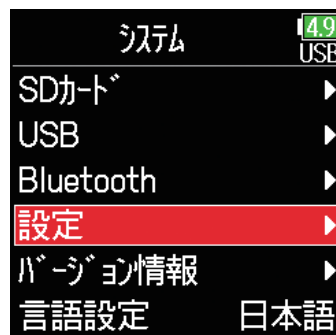 システム
4.9
USB
SDカード
USB
Bluetooth
設定
バージョン情報
言語設定 日本語